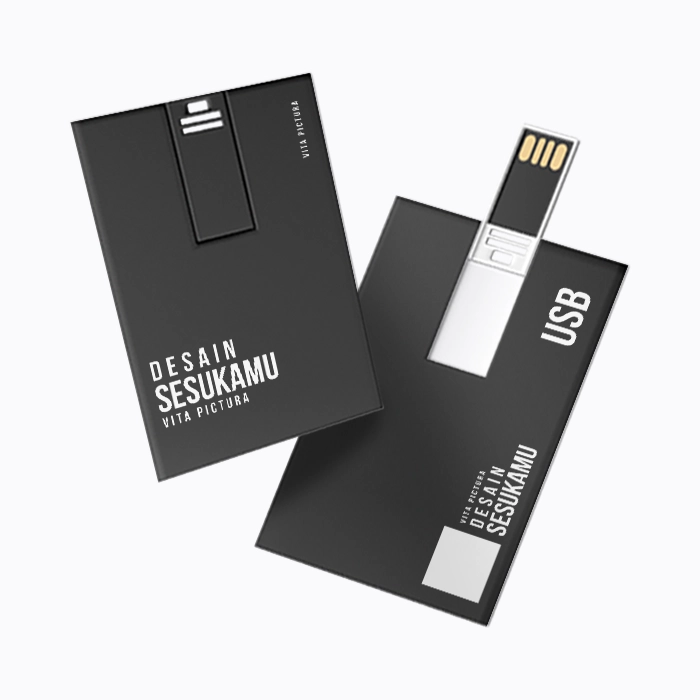 VITA PICTURA
DESAIN
SESUKAMU
VITA PICTURA
USB
VITA PICTURA
DESAIN
SESUKAMU